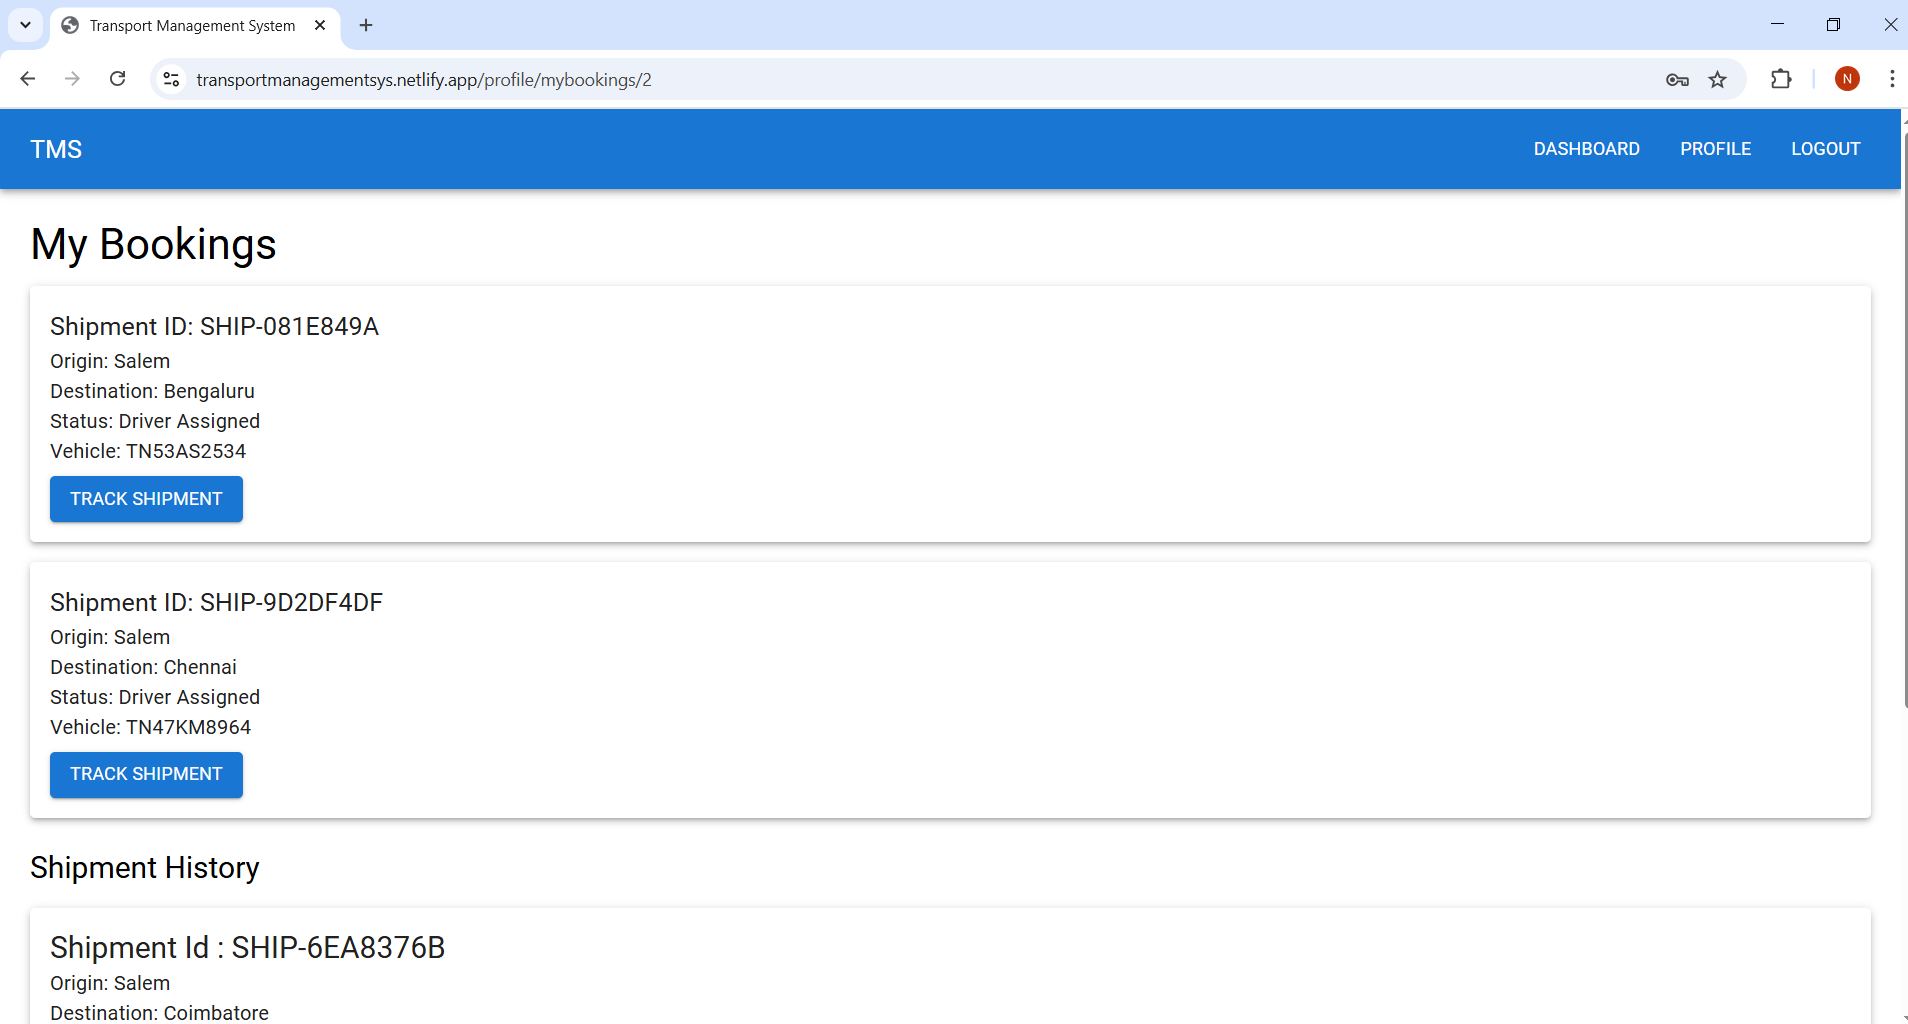 Transport Management System
transportmanagementsys.netlify.app/profile/mybookings/2
N
TMS
DASHBOARD
PROFILE
LOGOUT
My Bookings
Shipment ID: SHIP-081E849A
Origin: Salem
Destination: Bengaluru
Status: Driver Assigned
Vehicle: TN53AS2534
TRACK SHIPMENT
Shipment ID: SHIP-9D2DF4DF
Origin: Salem
Destination: Chennai
Status: Driver Assigned
Vehicle: TN47KM8964
TRACK SHIPMENT
Shipment History
Shipment Id : SHIP-6EA8376B
Origin: Salem
Destination: Coimbatore